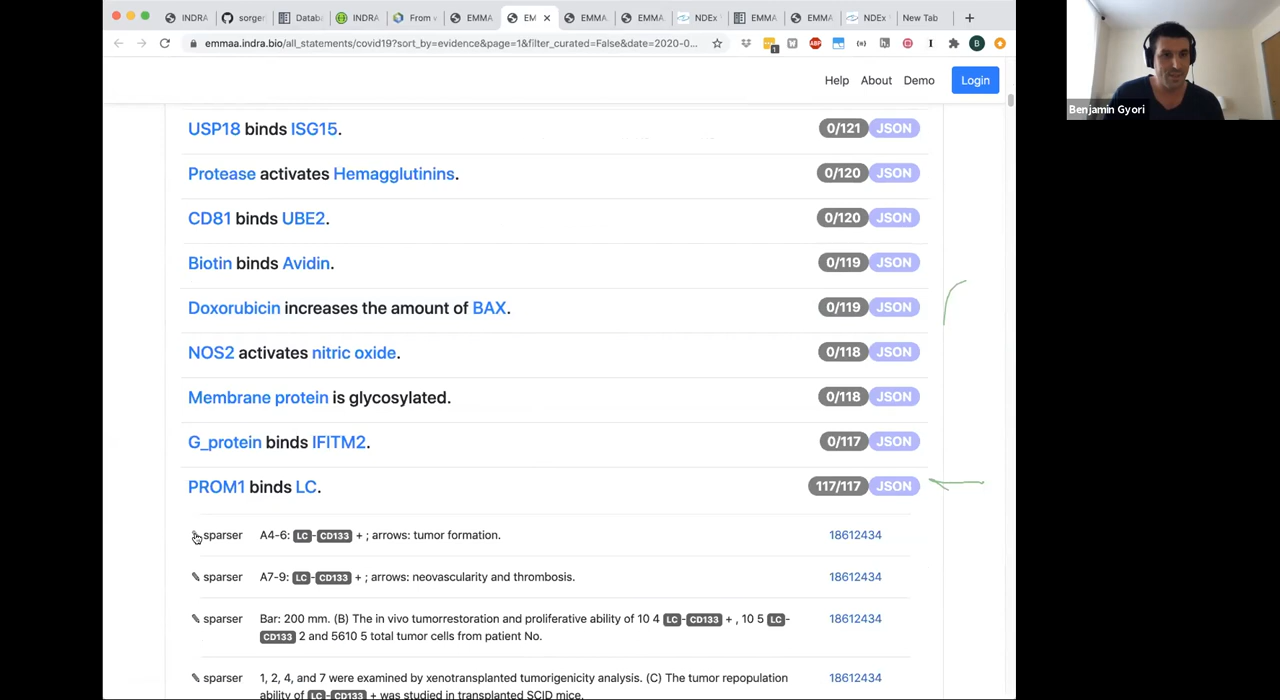 INDRA
sorger
Datab
INDRA
From
EMMA
EM
EMMA
EMMA
NDEx
EMMA
EMMA
NDEx
New Tab
emmaa.indra.bio/all_statements/covid19?sort_by=evidence&page=1&filter_curated=False&date=2020-0...
Help About Demo Login
Benjamin Gyori
USP18 binds ISG15. 0/121 JSON
Protease activates Hemagglutinins. 0/120 JSON
CD81 binds UBE2. 0/120 JSON
Biotin binds Avidin. 0/119 JSON
Doxorubicin increases the amount of BAX. 0/119 JSON
NOS2 activates nitric oxide. 0/118 JSON
Membrane protein is glycosylated. 0/118 JSON
G_protein binds IFITM2. 0/117 JSON
PROM1 binds LC. 117/117 JSON
sparser A4-6: LC-CD133 + ; arrows: tumor formation. 18612434
sparser A7-9: LC-CD133 + ; arrows: neovascularity and thrombosis. 18612434
sparser Bar: 200 mm. (B) The in vivo tumorrestoration and proliferative ability of 10 4 LC-CD133 + , 10 5 LC- 18612434
CD133 2 and 5610 5 total tumor cells from patient No.
sparser 1, 2, 4, and 7 were examined by xenotransplanted tumorigenicity analysis. (C) The tumor repopulation 18612434
ability of LC-CD133 + was studied in transplanted SCID mice.